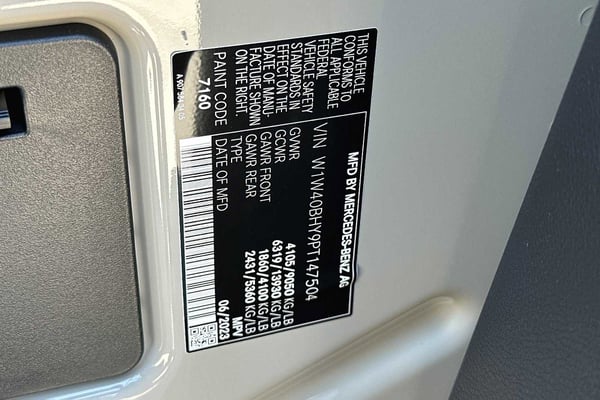 MFD BY MERCEDES-BENZ AG
VIN W1W40BHY9PT147504
GVWR 4105/9050 KG/LB
GCWR 6319/13930 KG/LB
GAWR FRONT 1860/4100 KG/LB
GAWR REAR 2431/5360 KG/LB
TYPE MPV
DATE OF MFD 06/2023
THIS VEHICLE
CONFORMS TO
ALL APPLICABLE
FEDERAL
VEHICLE SAFETY
STANDARDS IN
EFFECT ON THE
DATE OF MANU-
FACTURE SHOWN
ON THE RIGHT.
PAINT CODE
7160